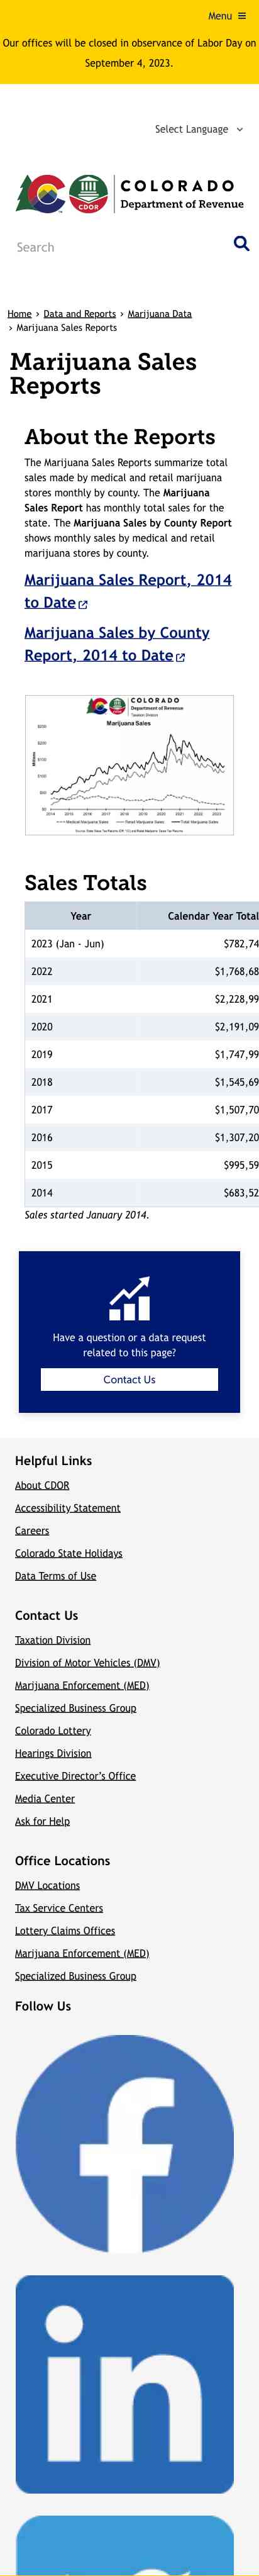 Menu
Our offices will be closed in observance of Labor Day on
September 4, 2023.
Select Language
CDOR
COLORADO
Department of Revenue
Search
Home › Data and Reports › Marijuana Data
› Marijuana Sales Reports
Marijuana Sales
Reports
About the Reports
The Marijuana Sales Reports summarize total
sales made by medical and retail marijuana
stores monthly by county. The Marijuana
Sales Report has monthly total sales for the
state. The Marijuana Sales by County Report
shows monthly sales by medical and retail
marijuana stores by county.
Marijuana Sales Report, 2014
to Date
Marijuana Sales by County
Report, 2014 to Date
COLORADO
Department of Revenue
Taxation Division
Marijuana Sales
Millions
$250
$200
$150
$100
$50
$0
2014 2015 2016 2017 2018 2019 2020 2021 2022 2023
Medical Marijuana Sales Retail Marijuana Sales Total Marijuana Sales
Sales Totals
Year Calendar Year Total
2023 (Jan - Jun) $782,74
2022 $1,768,68
2021 $2,228,99
2020 $2,191,09
2019 $1,747,99
2018 $1,545,69
2017 $1,507,70
2016 $1,307,20
2015 $995,59
2014 $683,52
Sales started January 2014.
Have a question or a data request
related to this page?
Contact Us
Helpful Links
About CDOR
Accessibility Statement
Careers
Colorado State Holidays
Data Terms of Use
Contact Us
Taxation Division
Division of Motor Vehicles (DMV)
Marijuana Enforcement (MED)
Specialized Business Group
Colorado Lottery
Hearings Division
Executive Director's Office
Media Center
Ask for Help
Office Locations
DMV Locations
Tax Service Centers
Lottery Claims Offices
Marijuana Enforcement (MED)
Specialized Business Group
Follow Us
f
in